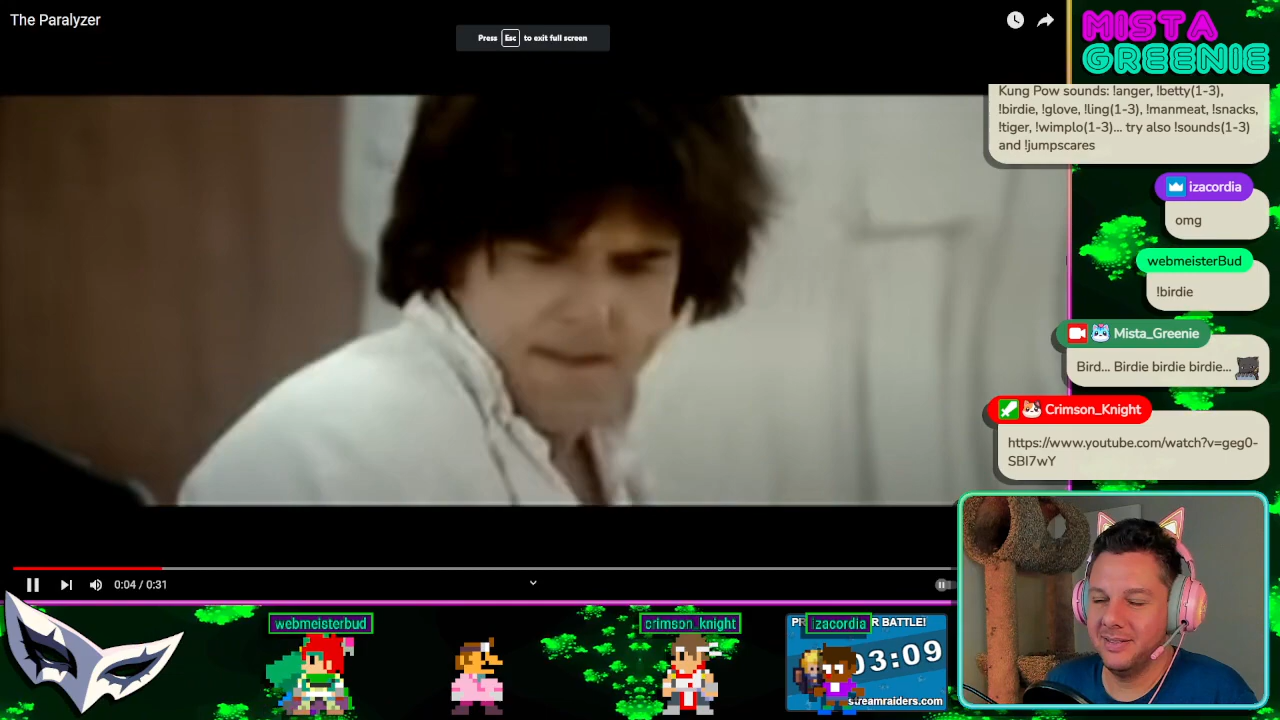 The Paralyzer
Press Esc to exit full screen
MISTA
GREENIE
Kung Pow sounds: !anger, !betty(1-3),
!birdie, !glove, !ling(1-3), !manmeat, !snacks,
!tiger, !wimplo(1-3)... try also !sounds(1-3)
and !jumpscares
izacordia
omg
webmeisterBud
!birdie
Mista_Greenie
Bird... Birdie birdie birdie...
Crimson_Knight
https://www.youtube.com/watch?v=geg0-
SBI7wY
0:04 / 0:31
webmeisterbud
crimson_knight
izacordia
BATTLE!
03:09
streamraiders.com